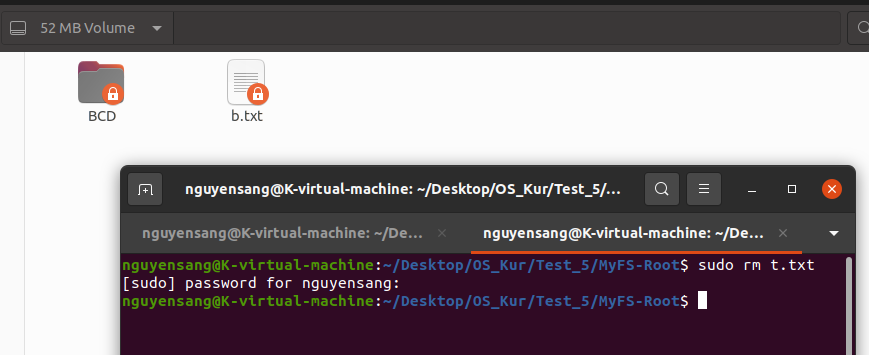 52 MB Volume
BCD
b.txt
nguyensang@K-virtual-machine: ~/Desktop/OS_Kur/Test_5/...
nguyensang@K-virtual-machine: ~/De...
nguyensang@K-virtual-machine: ~/De...
nguyensang@K-virtual-machine:~/Desktop/OS_Kur/Test_5/MyFS-Root$ sudo rm t.txt
[sudo] password for nguyensang:
nguyensang@K-virtual-machine:~/Desktop/OS_Kur/Test_5/MyFS-Root$